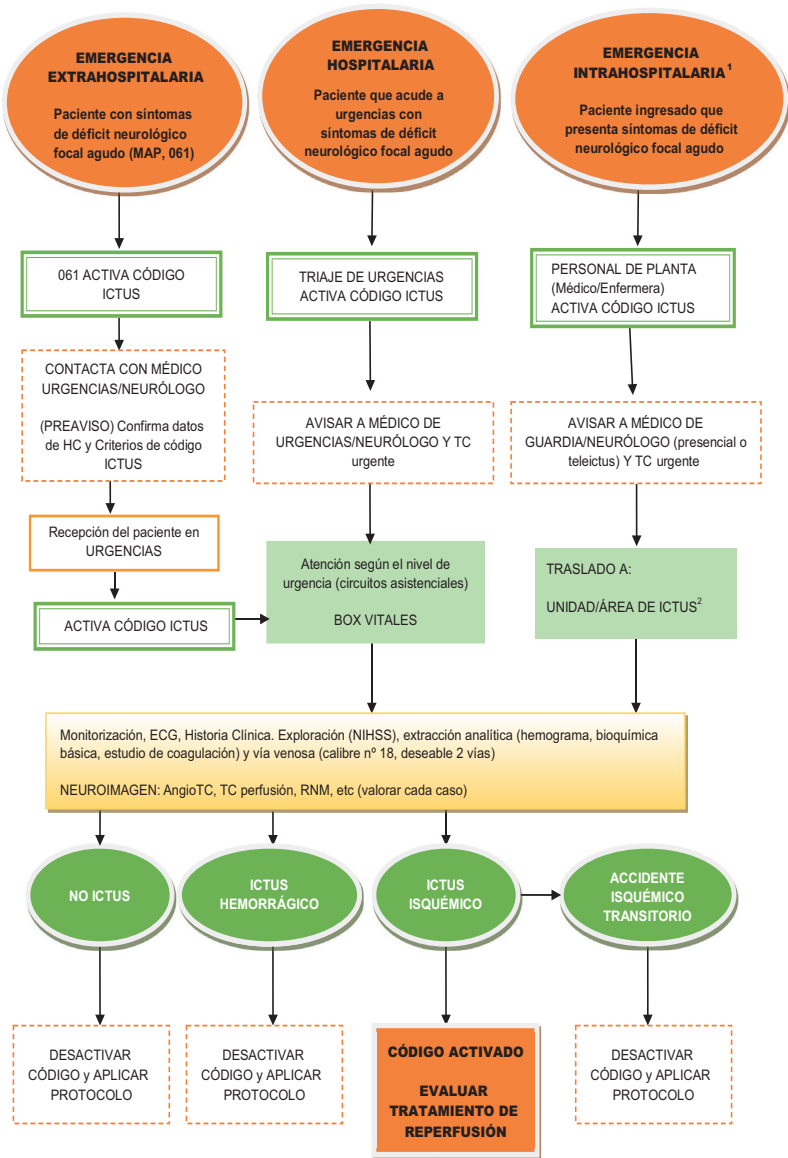 EMERGENCIA
EXTRAHOSPITALARIA
Paciente con síntomas
de déficit neurológico
focal agudo (MAP, 061)
EMERGENCIA
HOSPITALARIA
Paciente que acude a
urgencias con
síntomas de déficit
neurológico focal agudo
EMERGENCIA
INTRAHOSPITALARIA ¹
Paciente ingresado que
presenta síntomas de déficit
neurológico focal agudo
061 ACTIVA CÓDIGO
ICTUS
TRIAJE DE URGENCIAS
ACTIVA CÓDIGO ICTUS
PERSONAL DE PLANTA
(Médico/Enfermera)
ACTIVA CÓDIGO ICTUS
CONTACTA CON MÉDICO
URGENCIAS/NEURÓLOGO
(PREAVISO) Confirma datos
de HC y Criterios de código
ICTUS
AVISAR A MÉDICO DE
URGENCIAS/NEURÓLOGO Y TC
urgente
AVISAR A MÉDICO DE
GUARDIA/NEURÓLOGO (presencial o
teleictus) Y TC urgente
Recepción del paciente en
URGENCIAS
ACTIVA CÓDIGO ICTUS
Atención según el nivel de
urgencia (circuitos asistenciales)
BOX VITALES
TRASLADO A:
UNIDAD/ÁREA DE ICTUS²
Monitorización, ECG, Historia Clínica. Exploración (NIHSS), extracción analítica (hemograma, bioquímica
básica, estudio de coagulación) y vía venosa (calibre nº 18, deseable 2 vías)
NEUROIMAGEN: AngioTC, TC perfusión, RNM, etc (valorar cada caso)
NO ICTUS
ICTUS
HEMORRÁGICO
ICTUS
ISQUÉMICO
ACCIDENTE
ISQUÉMICO
TRANSITORIO
DESACTIVAR
CÓDIGO y APLICAR
PROTOCOLO
DESACTIVAR
CÓDIGO y APLICAR
PROTOCOLO
CÓDIGO ACTIVADO
EVALUAR
TRATAMIENTO DE
REPERFUSIÓN
DESACTIVAR
CÓDIGO y APLICAR
PROTOCOLO